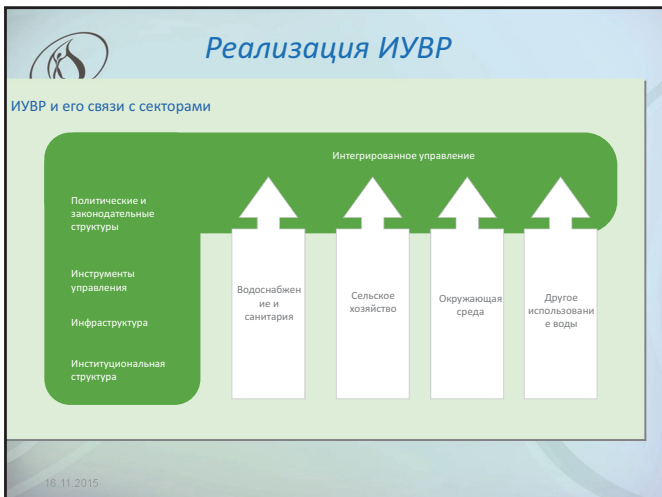 Реализация ИУВР
ИУВР и его связи с секторами
Интегрированное управление
Политические и
законодательные
структуры
Инструменты
управления
Инфраструктура
Институциональная
структура
Водоснабжен
ие и
санитария
Сельское
хозяйство
Окружающая
среда
Другое
использовани
е воды
16.11.2015